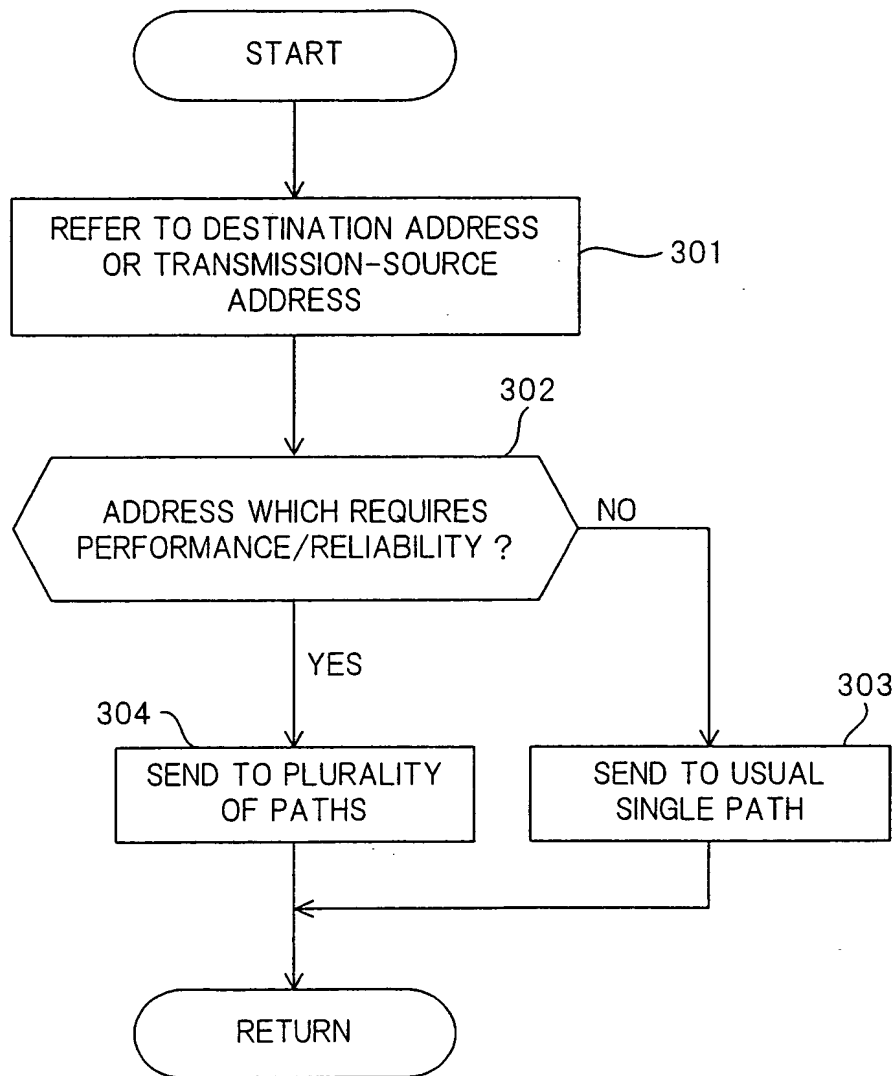 START
REFER TO DESTINATION ADDRESS
OR TRANSMISSION-SOURCE
ADDRESS
301
302
ADDRESS WHICH REQUIRES
PERFORMANCE/RELIABILITY ?
NO
YES
304
303
SEND TO PLURALITY
OF PATHS
SEND TO USUAL
SINGLE PATH
RETURN